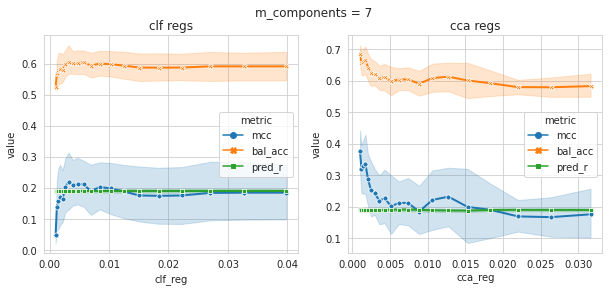 m_components = 7
clf regs
value
0.6
0.5
0.4
0.3
0.2
0.1
0.0
metric
mcc
bal_acc
pred_r
0.00
0.01
0.02
0.03
0.04
clf_reg
cca regs
value
0.7
0.6
0.5
0.4
0.3
0.2
0.1
metric
mcc
bal_acc
pred_r
0.000
0.005
0.010
0.015
0.020
0.025
0.030
cca_reg